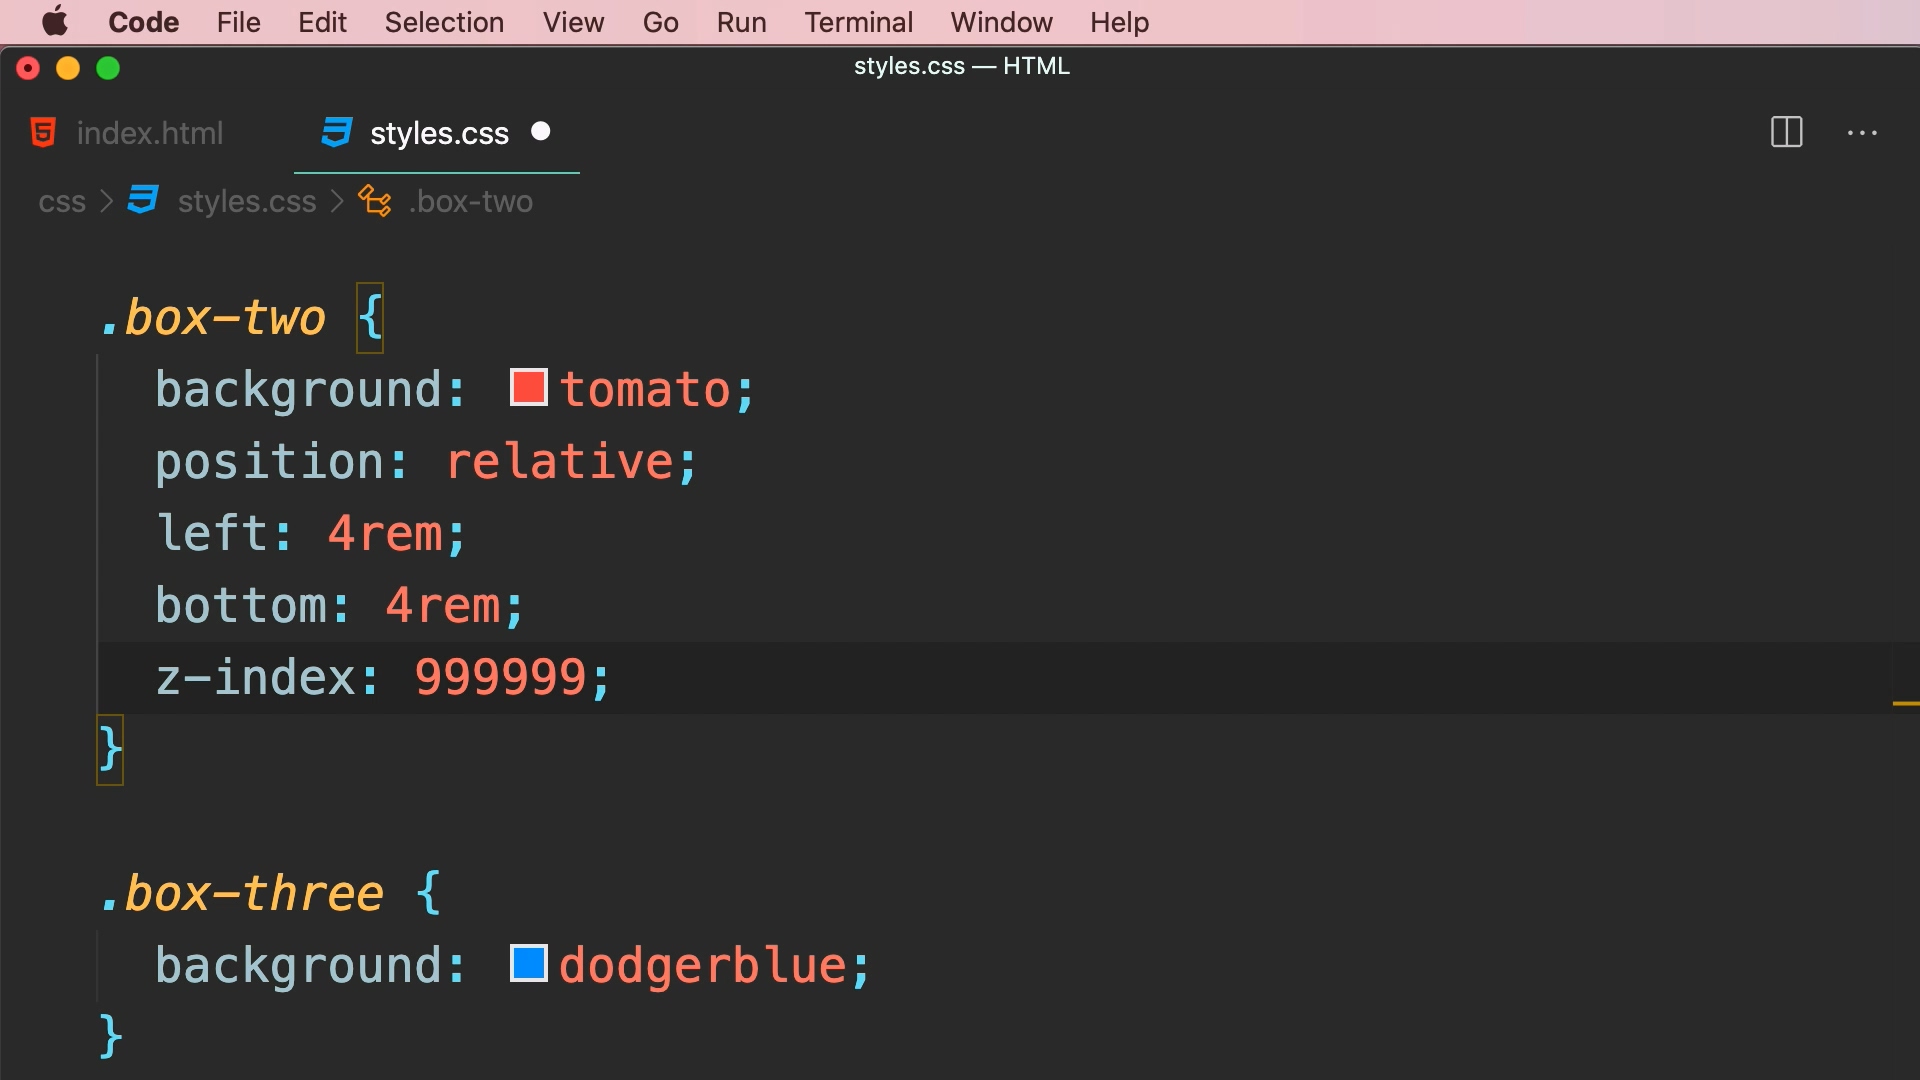 Code File Edit Selection View Go Run Terminal Window Help
styles.css — HTML
index.html styles.css
css > styles.css > .box-two
.box-two {
background: tomato;
position: relative;
left: 4rem;
bottom: 4rem;
z-index: 999999;
}
.box-three {
background: dodgerblue;
}